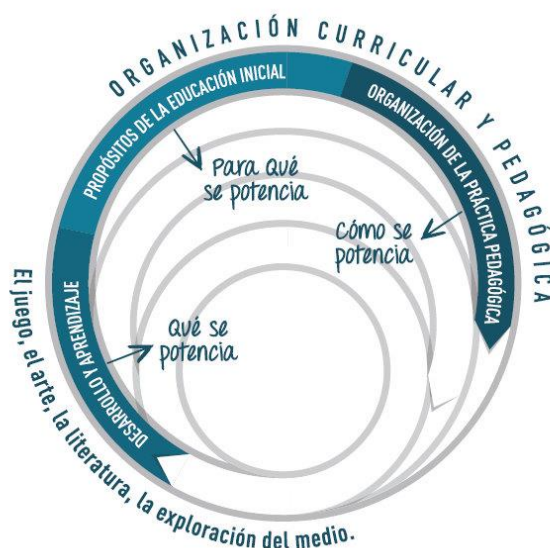 ORGANIZACIÓN CURRICULAR Y PEDAGÓGICA
PROPÓSITOS DE LA EDUCACIÓN INICIAL
ORGANIZACIÓN DE LA PRÁCTICA PEDAGÓGICA
Para Qué
se potencia
Cómo se
potencia
DESARROLLO Y APRENDIZAJE
Qué se
potencia
El juego, el arte, la literatura, la exploración del medio.